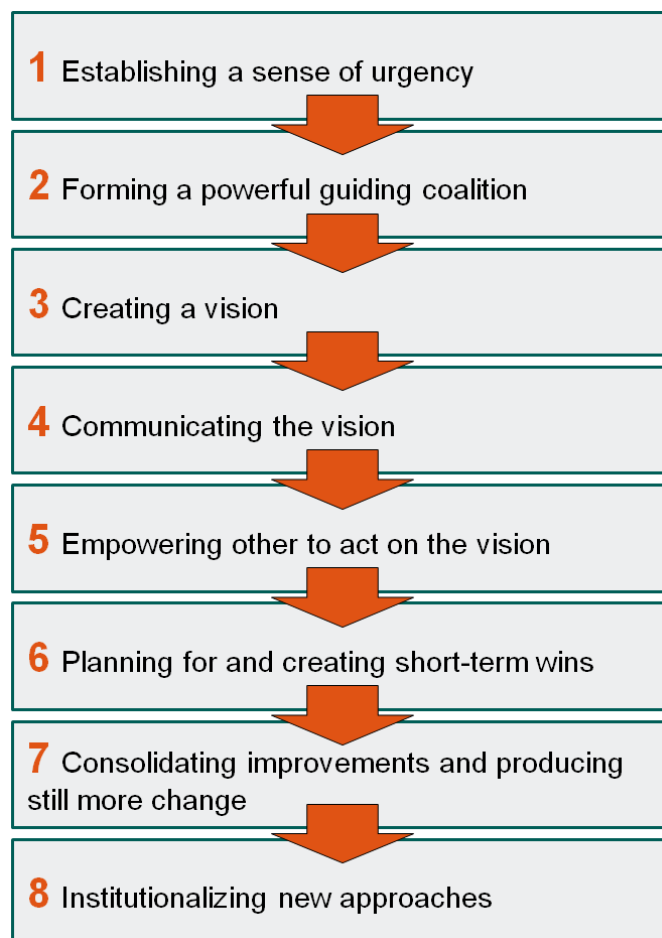 1 Establishing a sense of urgency
2 Forming a powerful guiding coalition
3 Creating a vision
4 Communicating the vision
5 Empowering other to act on the vision
6 Planning for and creating short-term wins
7 Consolidating improvements and producing
still more change
8 Institutionalizing new approaches